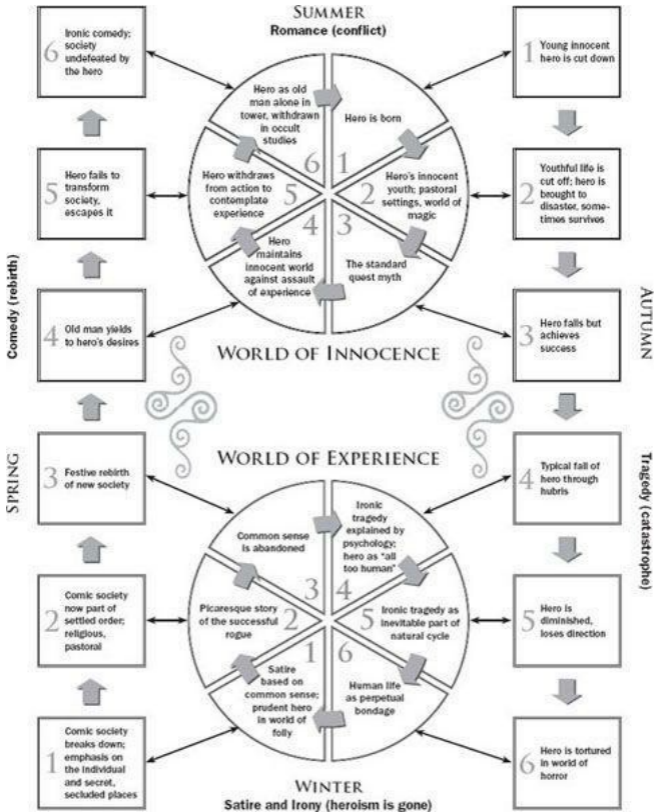 SUMMER
Romance (conflict)
6
Ironic comedy;
society
undefeated by
the hero
5
Hero fails to
transform
society,
escapes it
4
Old man yields
to hero's desires
3
Festive rebirth
of new society
2
Comic society
now part of
settled order;
religious,
pastoral
1
Comic society
breaks down;
emphasis on
the individual
and secret,
secluded places
Comedy (rebirth)
SPRING
Hero as old
man alone in
tower, withdrawn
in occult
studies
6
Hero is born
1
Hero withdraws
from action to
contemplate
experience
5
Hero's innocent
youth; pastoral
settings, world of
magic
2
Hero
maintains
innocent world
against assault
of experience
4
The standard
quest myth
3
WORLD OF INNOCENCE
WORLD OF EXPERIENCE
Common sense
is abandoned
3
Ironic
tragedy
explained by
psychology;
hero as "all
too human"
4
Picaresque story
of the successful
rogue
2
Ironic tragedy as
inevitable part of
natural cycle
5
Satire
based on
common sense;
prudent hero
in world of
folly
1
Human life
as perpetual
bondage
6
1
Young innocent
hero is cut down
2
Youthful life is
cut off; hero is
brought to
disaster, some-
times survives
3
Hero falls but
achieves
success
4
Typical fall of
hero through
hubris
5
Hero is
diminished,
loses direction
6
Hero is tortured
in world of
horror
AUTUMN
Tragedy (catastrophe)
WINTER
Satire and Irony (heroism is gone)